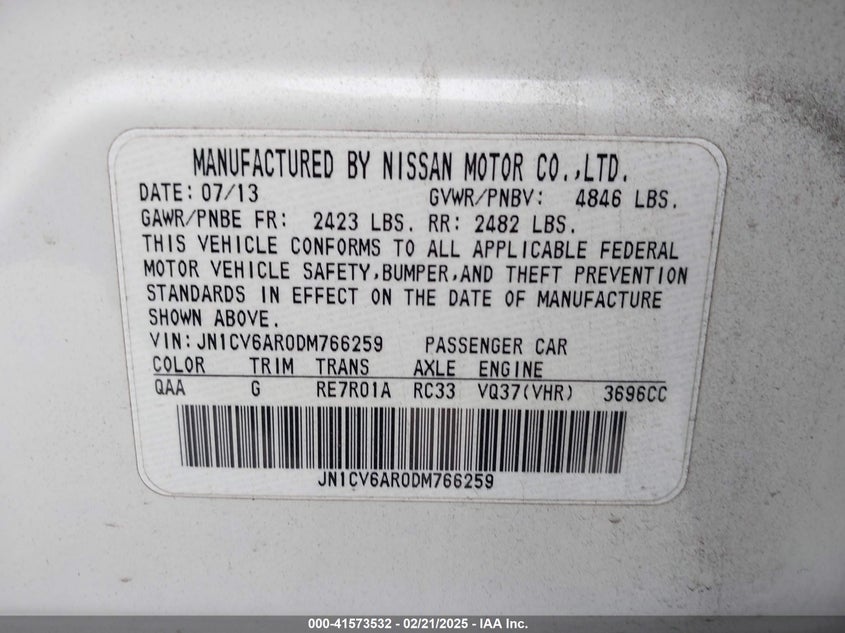 MANUFACTURED BY NISSAN MOTOR CO.,LTD.
DATE: 07/13 GVWR/PNBV: 4846 LBS.
GAWR/PNBE FR: 2423 LBS. RR: 2482 LBS.
THIS VEHICLE CONFORMS TO ALL APPLICABLE FEDERAL
MOTOR VEHICLE SAFETY,BUMPER,AND THEFT PREVENTION
STANDARDS IN EFFECT ON THE DATE OF MANUFACTURE
SHOWN ABOVE.
VIN: JN1CV6AR0DM766259 PASSENGER CAR
COLOR TRIM TRANS AXLE ENGINE
QAA G RE7R01A RC33 VQ37(VHR) 3696CC
JN1CV6AR0DM766259
000-41573532 — 02/21/2025 — IAA Inc.